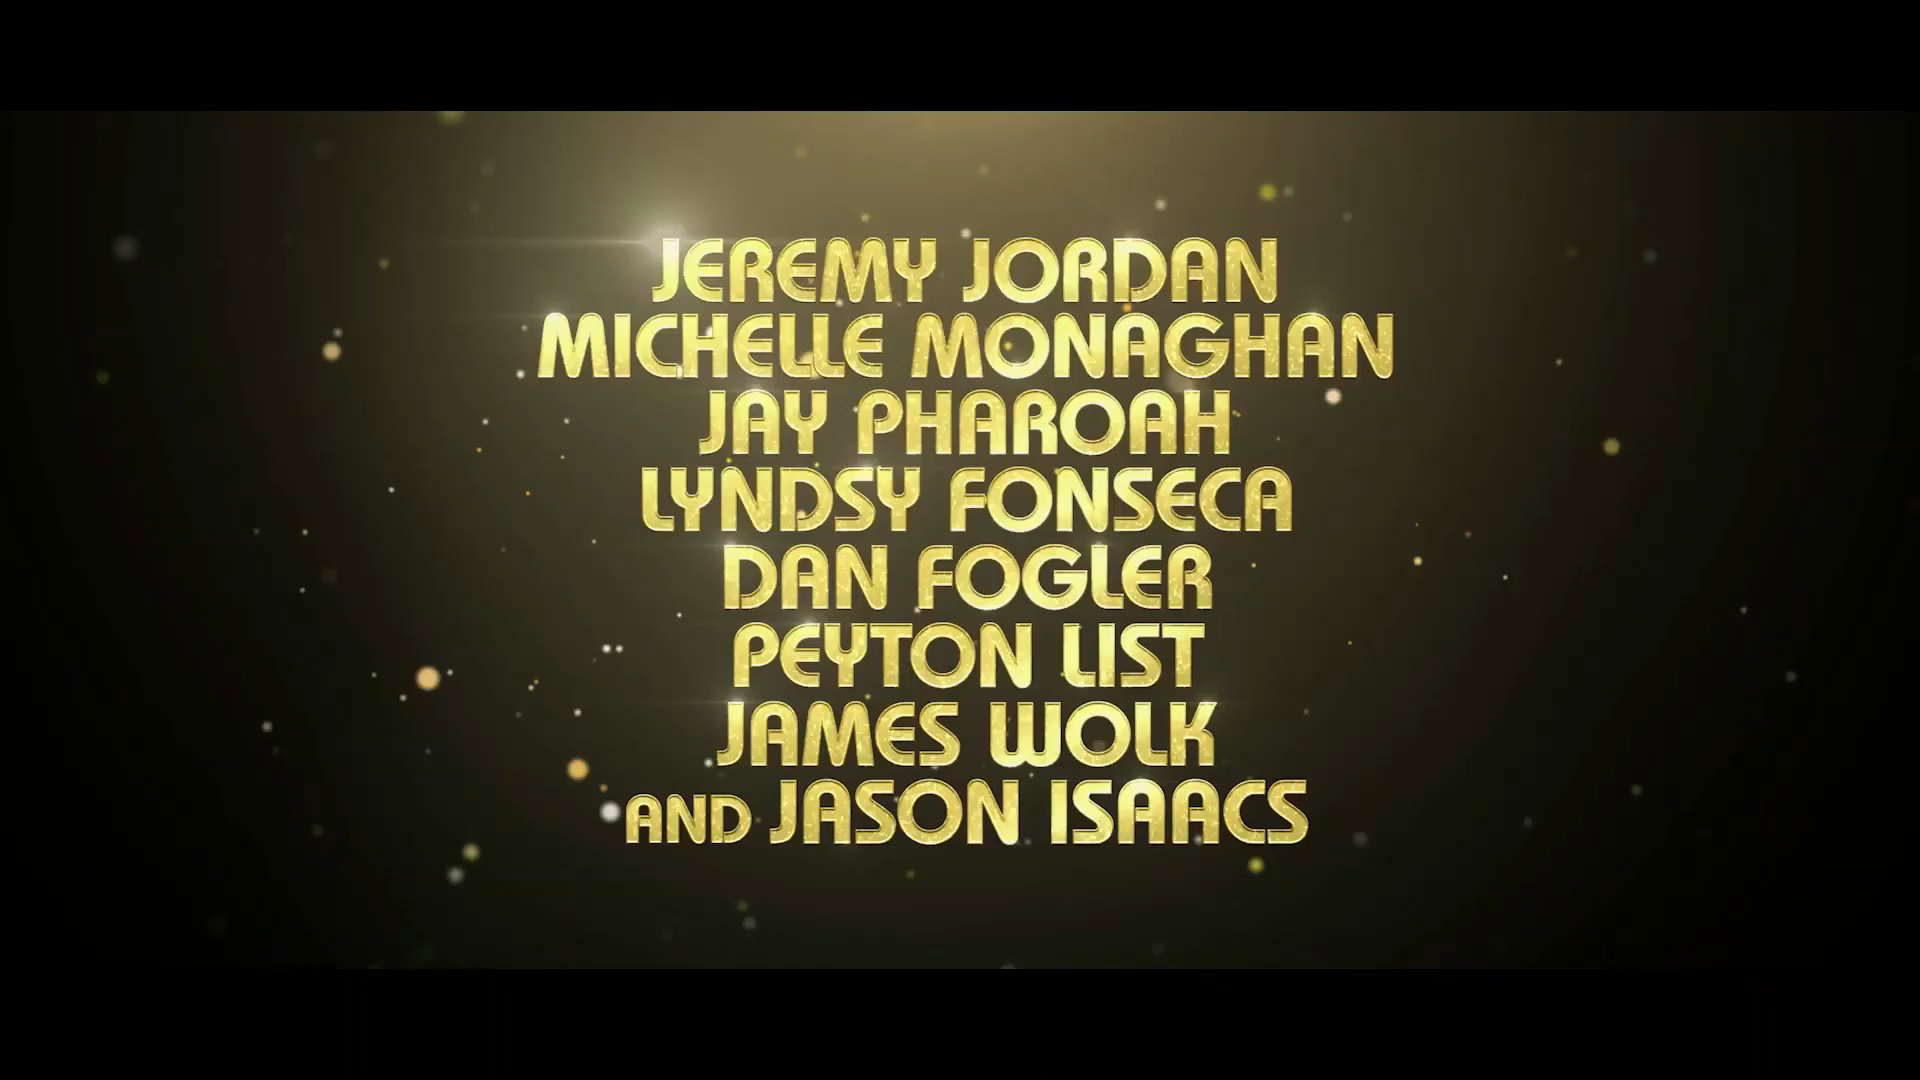 JEREMY JORDAN
MICHELLE MONAGHAN
JAY PHAROAH
LYNDSY FONSECA
DAN FOGLER
PEYTON LIST
JAMES WOLK
AND JASON ISAACS